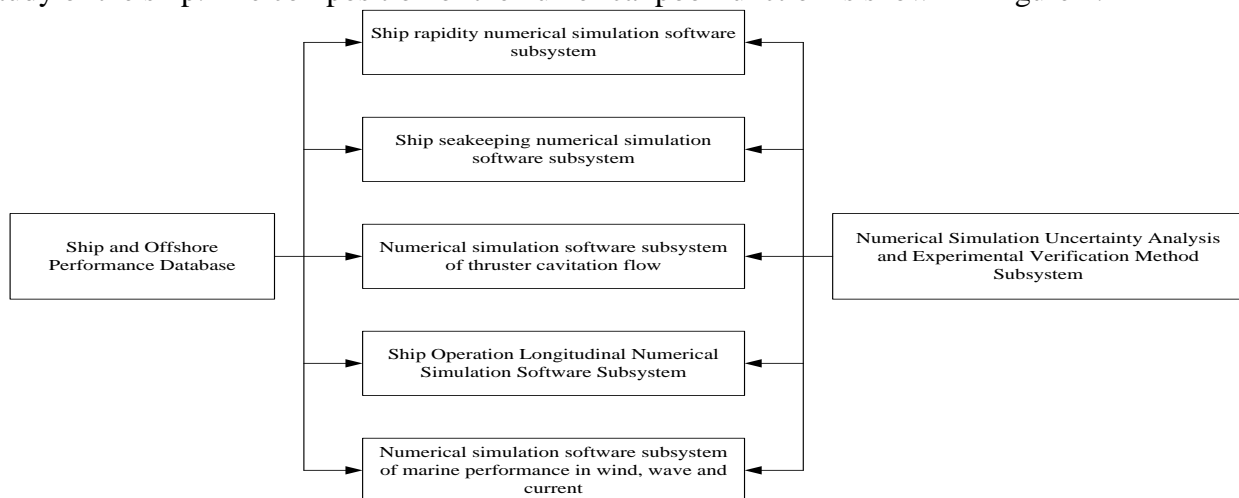 tudy of the ship. The composition of the numerical pool function is shown in Figure
Ship rapidity numerical simulation software
subsystem
Ship seakeeping numerical simulation
software subsystem
Ship and Offshore
Performance Database
Numerical simulation software subsystem
of thruster cavitation flow
Numerical Simulation Uncertainty Analysis
and Experimental Verification Method
Subsystem
Ship Operation Longitudinal Numerical
Simulation Software Subsystem
Numerical simulation software subsystem
of marine performance in wind, wave and
current